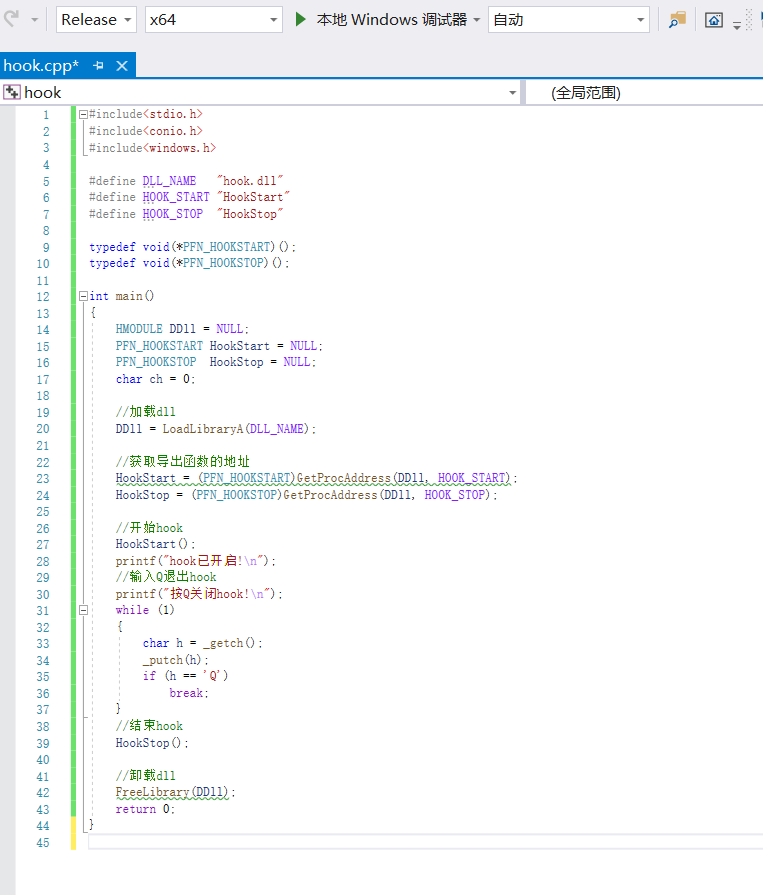 Release x64 本地 Windows 调试器 自动
hook.cpp*
hook (全局范围)
1 #include<stdio.h>
2 #include<conio.h>
3 #include<windows.h>
4
5 #define DLL_NAME "hook.dll"
6 #define HOOK_START "HookStart"
7 #define HOOK_STOP "HookStop"
8
9 typedef void(*PFN_HOOKSTART)();
10 typedef void(*PFN_HOOKSTOP)();
11
12 int main()
13 {
14 HMODULE DDll = NULL;
15 PFN_HOOKSTART HookStart = NULL;
16 PFN_HOOKSTOP HookStop = NULL;
17 char ch = 0;
18
19 //加载dll
20 DDll = LoadLibraryA(DLL_NAME);
21
22 //获取导出函数的地址
23 HookStart = (PFN_HOOKSTART)GetProcAddress(DDll, HOOK_START);
24 HookStop = (PFN_HOOKSTOP)GetProcAddress(DDll, HOOK_STOP);
25
26 //开始hook
27 HookStart();
28 printf("hook已开启!\n");
29 //输入Q退出hook
30 printf("按Q关闭hook!\n");
31 while (1)
32 {
33 char h = _getch();
34 _putch(h);
35 if (h == 'Q')
36 break;
37 }
38 //结束hook
39 HookStop();
40
41 //卸载dll
42 FreeLibrary(DDll);
43 return 0;
44 }
45